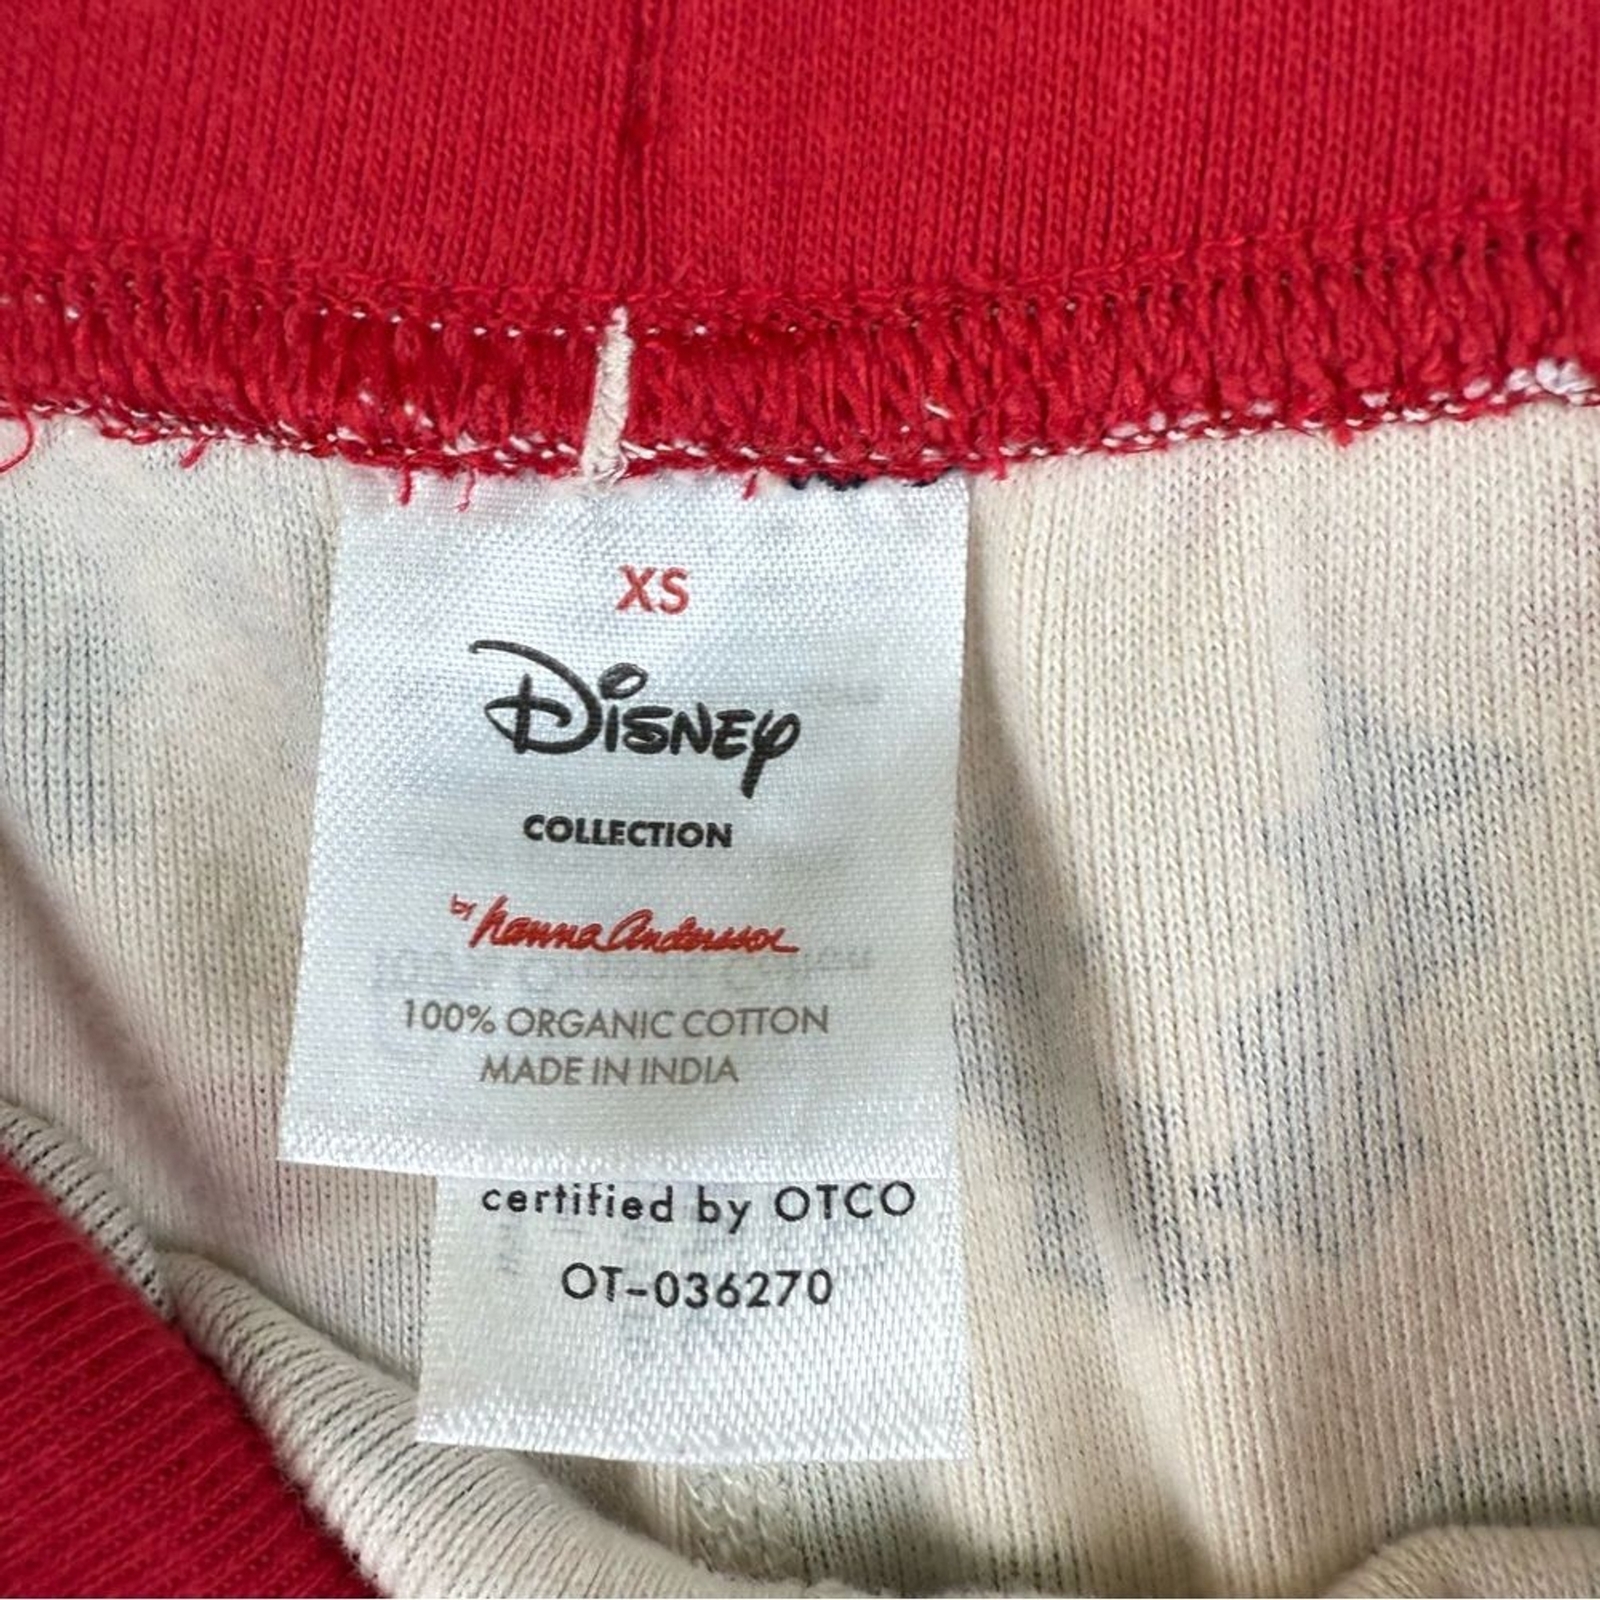 XS
Disney
COLLECTION
by hanna Andersson
100% ORGANIC COTTON
MADE IN INDIA
certified by OTCO
OT-036270